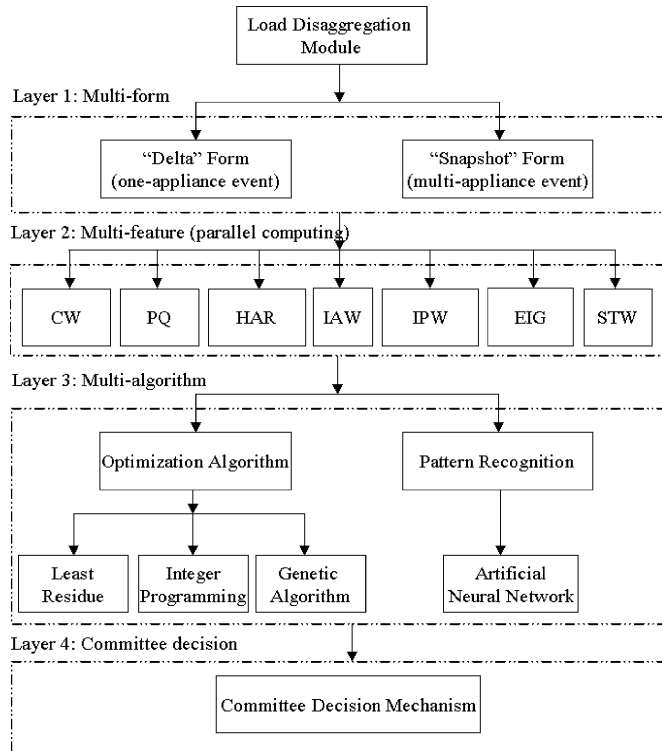 Load Disaggregation
Module
Layer 1: Multi-form
“Delta” Form
(one-appliance event)
“Snapshot” Form
(multi-appliance event)
Layer 2: Multi-feature (parallel computing)
CW
PQ
HAR
IAW
IPW
EIG
STW
Layer 3: Multi-algorithm
Optimization Algorithm
Pattern Recognition
Least
Residue
Integer
Programming
Genetic
Algorithm
Artificial
Neural Network
Layer 4: Committee decision
Committee Decision Mechanism